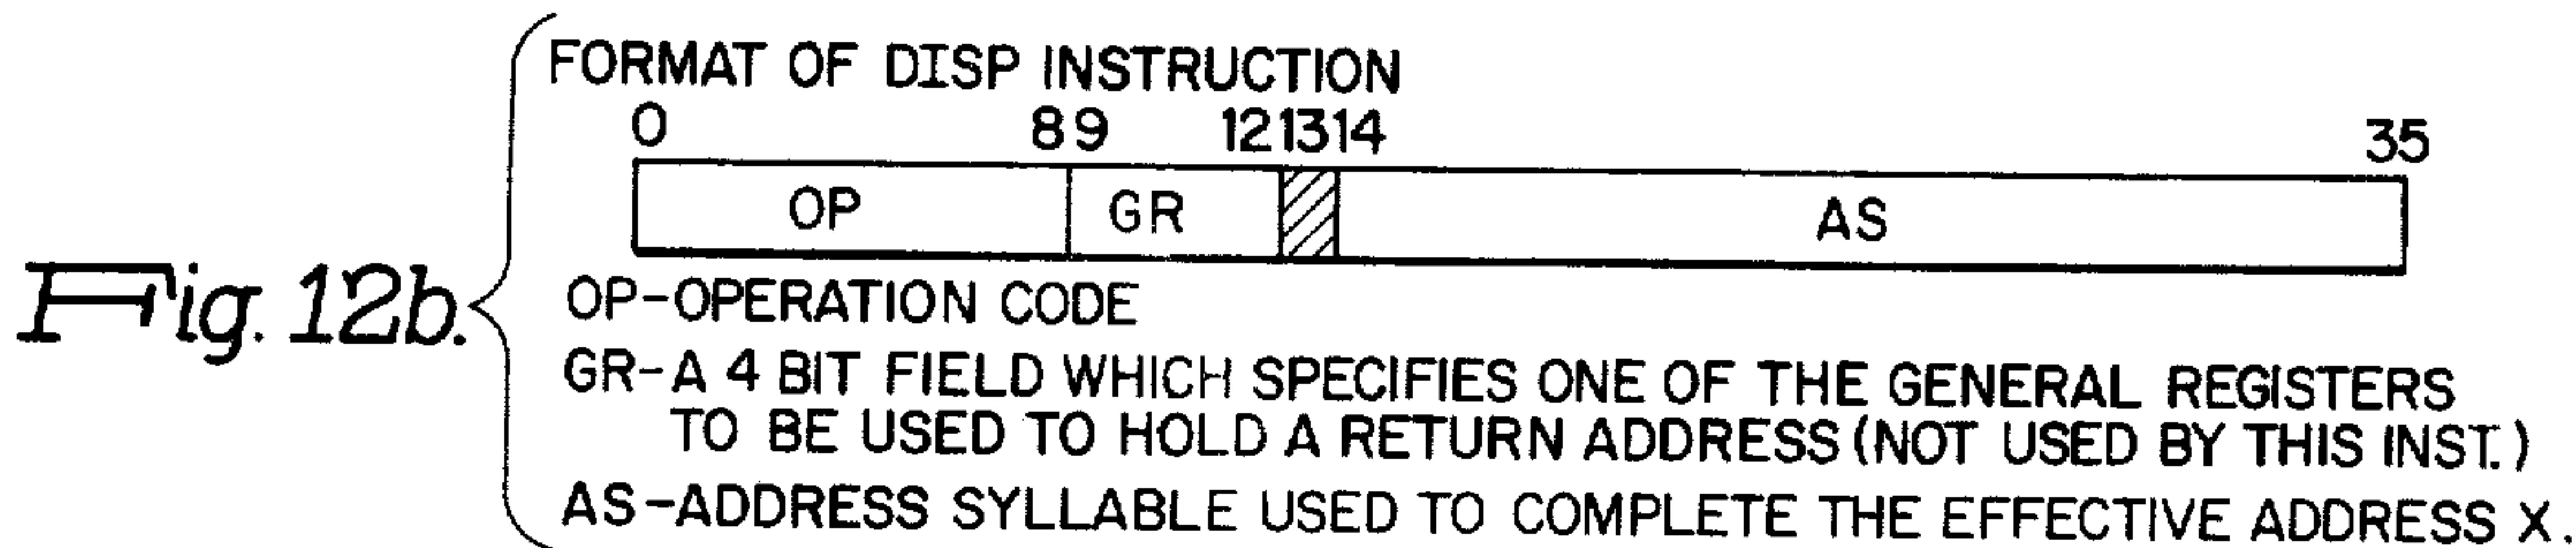 FORMAT OF DISP INSTRUCTION
0 8 9 12 13 14 35
OP GR AS
Fig. 12b.
OP-OPERATION CODE
GR-A 4 BIT FIELD WHICH SPECIFIES ONE OF THE GENERAL REGISTERS
TO BE USED TO HOLD A RETURN ADDRESS (NOT USED BY THIS INST.)
AS-ADDRESS SYLLABLE USED TO COMPLETE THE EFFECTIVE ADDRESS X.